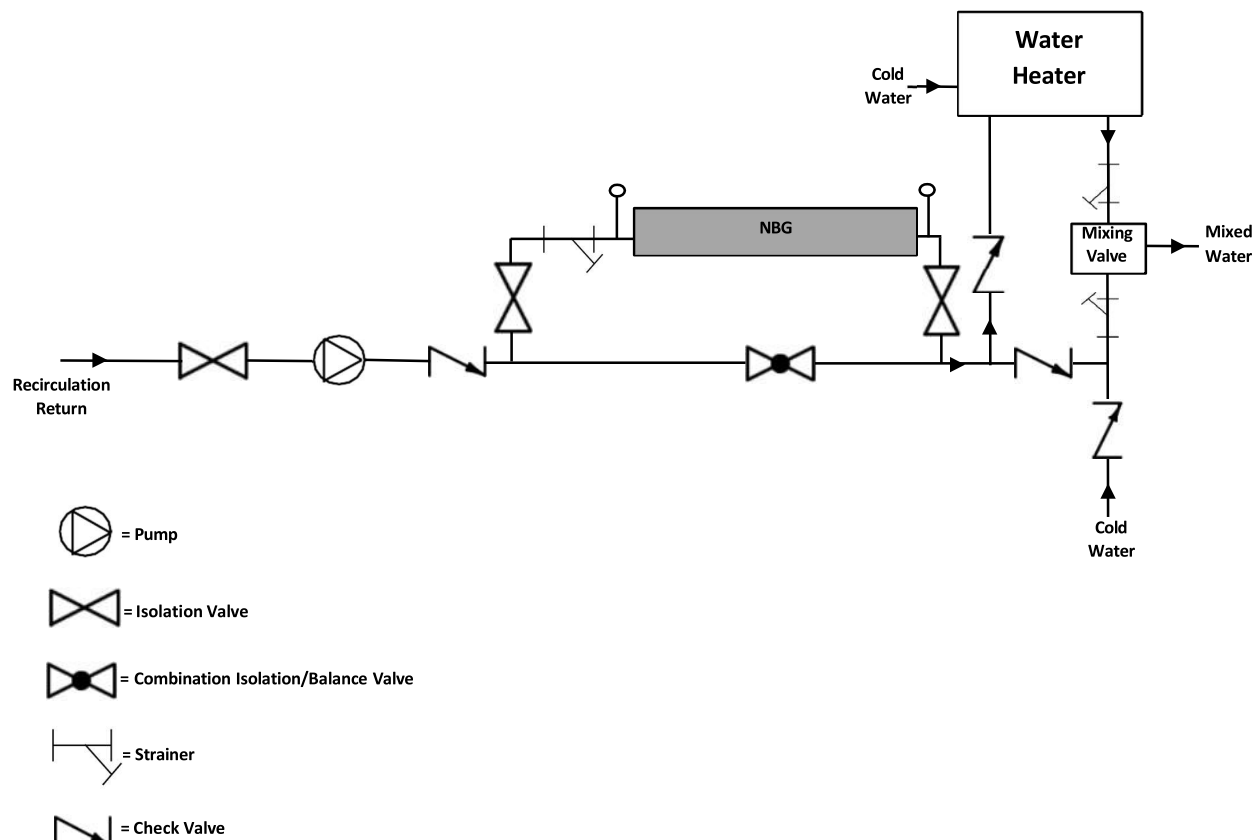 Water
Heater
Cold
Water
NBG
Mixing
Valve
Mixed
Water
Recirculation
Return
Cold
Water
= Pump
= Isolation Valve
= Combination Isolation/Balance Valve
= Strainer
= Check Valve